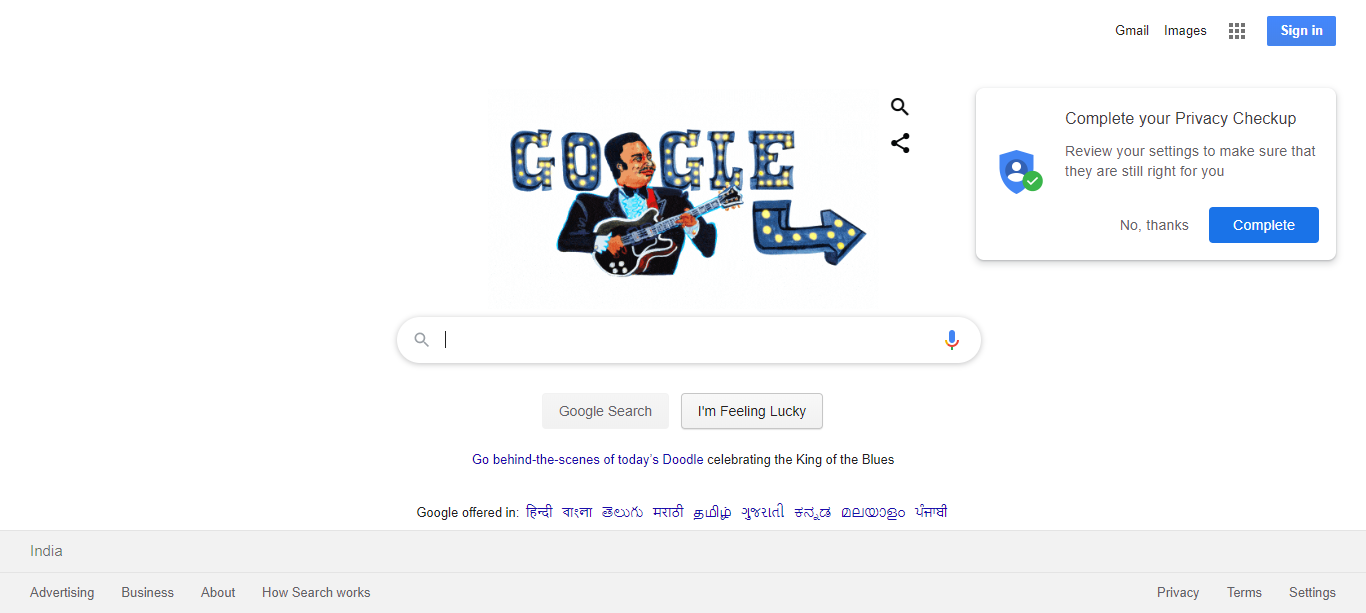 Gmail Images Sign in
GOOGLE
Complete your Privacy Checkup
Review your settings to make sure that
they are still right for you
No, thanks Complete
Google Search I'm Feeling Lucky
Go behind-the-scenes of today's Doodle celebrating the King of the Blues
Google offered in: हिन्दी বাংলা తెలుగు मराठी தமிழ் ગુજરાતી ಕನ್ನಡ മലയാളം ਪੰਜਾਬੀ
India
Advertising Business About How Search works Privacy Terms Settings